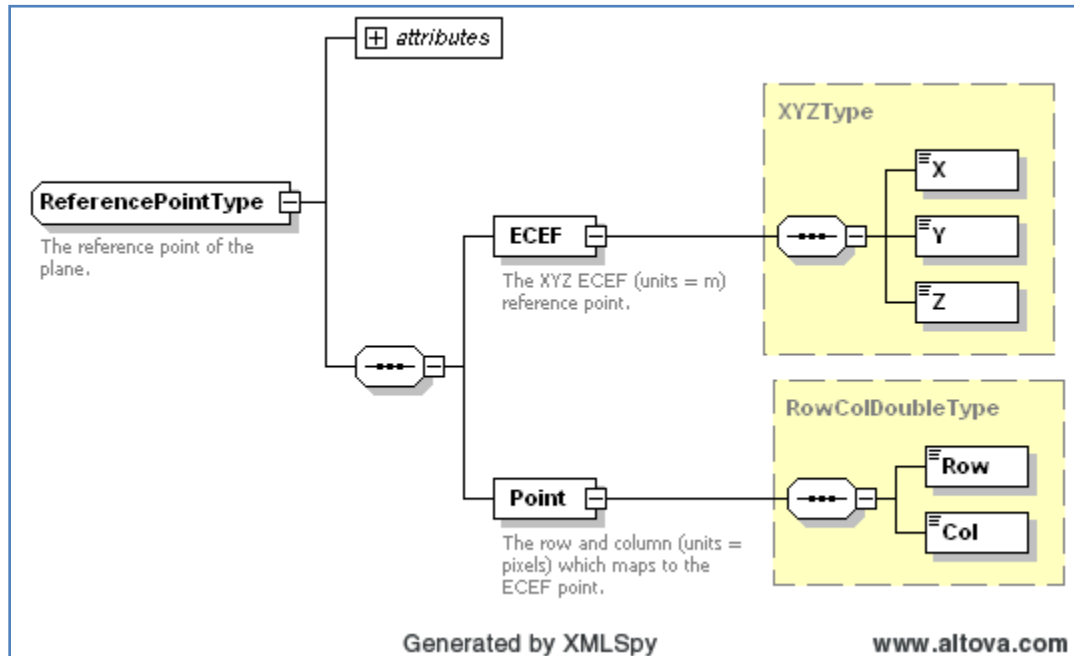 attributes
ReferencePointType
The reference point of the
plane.
ECEF
The XYZ ECEF (units = m)
reference point.
XYZType
X
Y
Z
Point
The row and column (units =
pixels) which maps to the
ECEF point.
RowColDoubleType
Row
Col
Generated by XMLSpy
www.altova.com